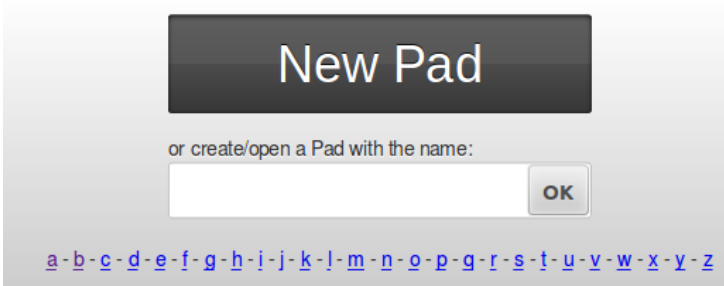 New Pad
or create/open a Pad with the name:
OK
a - b - c - d - e - f - g - h - i - j - k - l - m - n - o - p - q - r - s - t - u - v - w - x - y - z